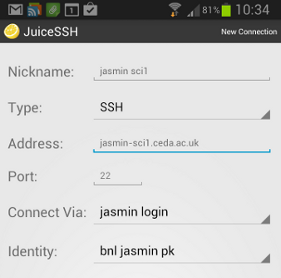 81% 10:34
JuiceSSH New Connection
Nickname: jasmin sci1
Type: SSH
Address: jasmin-sci1.ceda.ac.uk
Port: 22
Connect Via: jasmin login
Identity: bnl jasmin pk